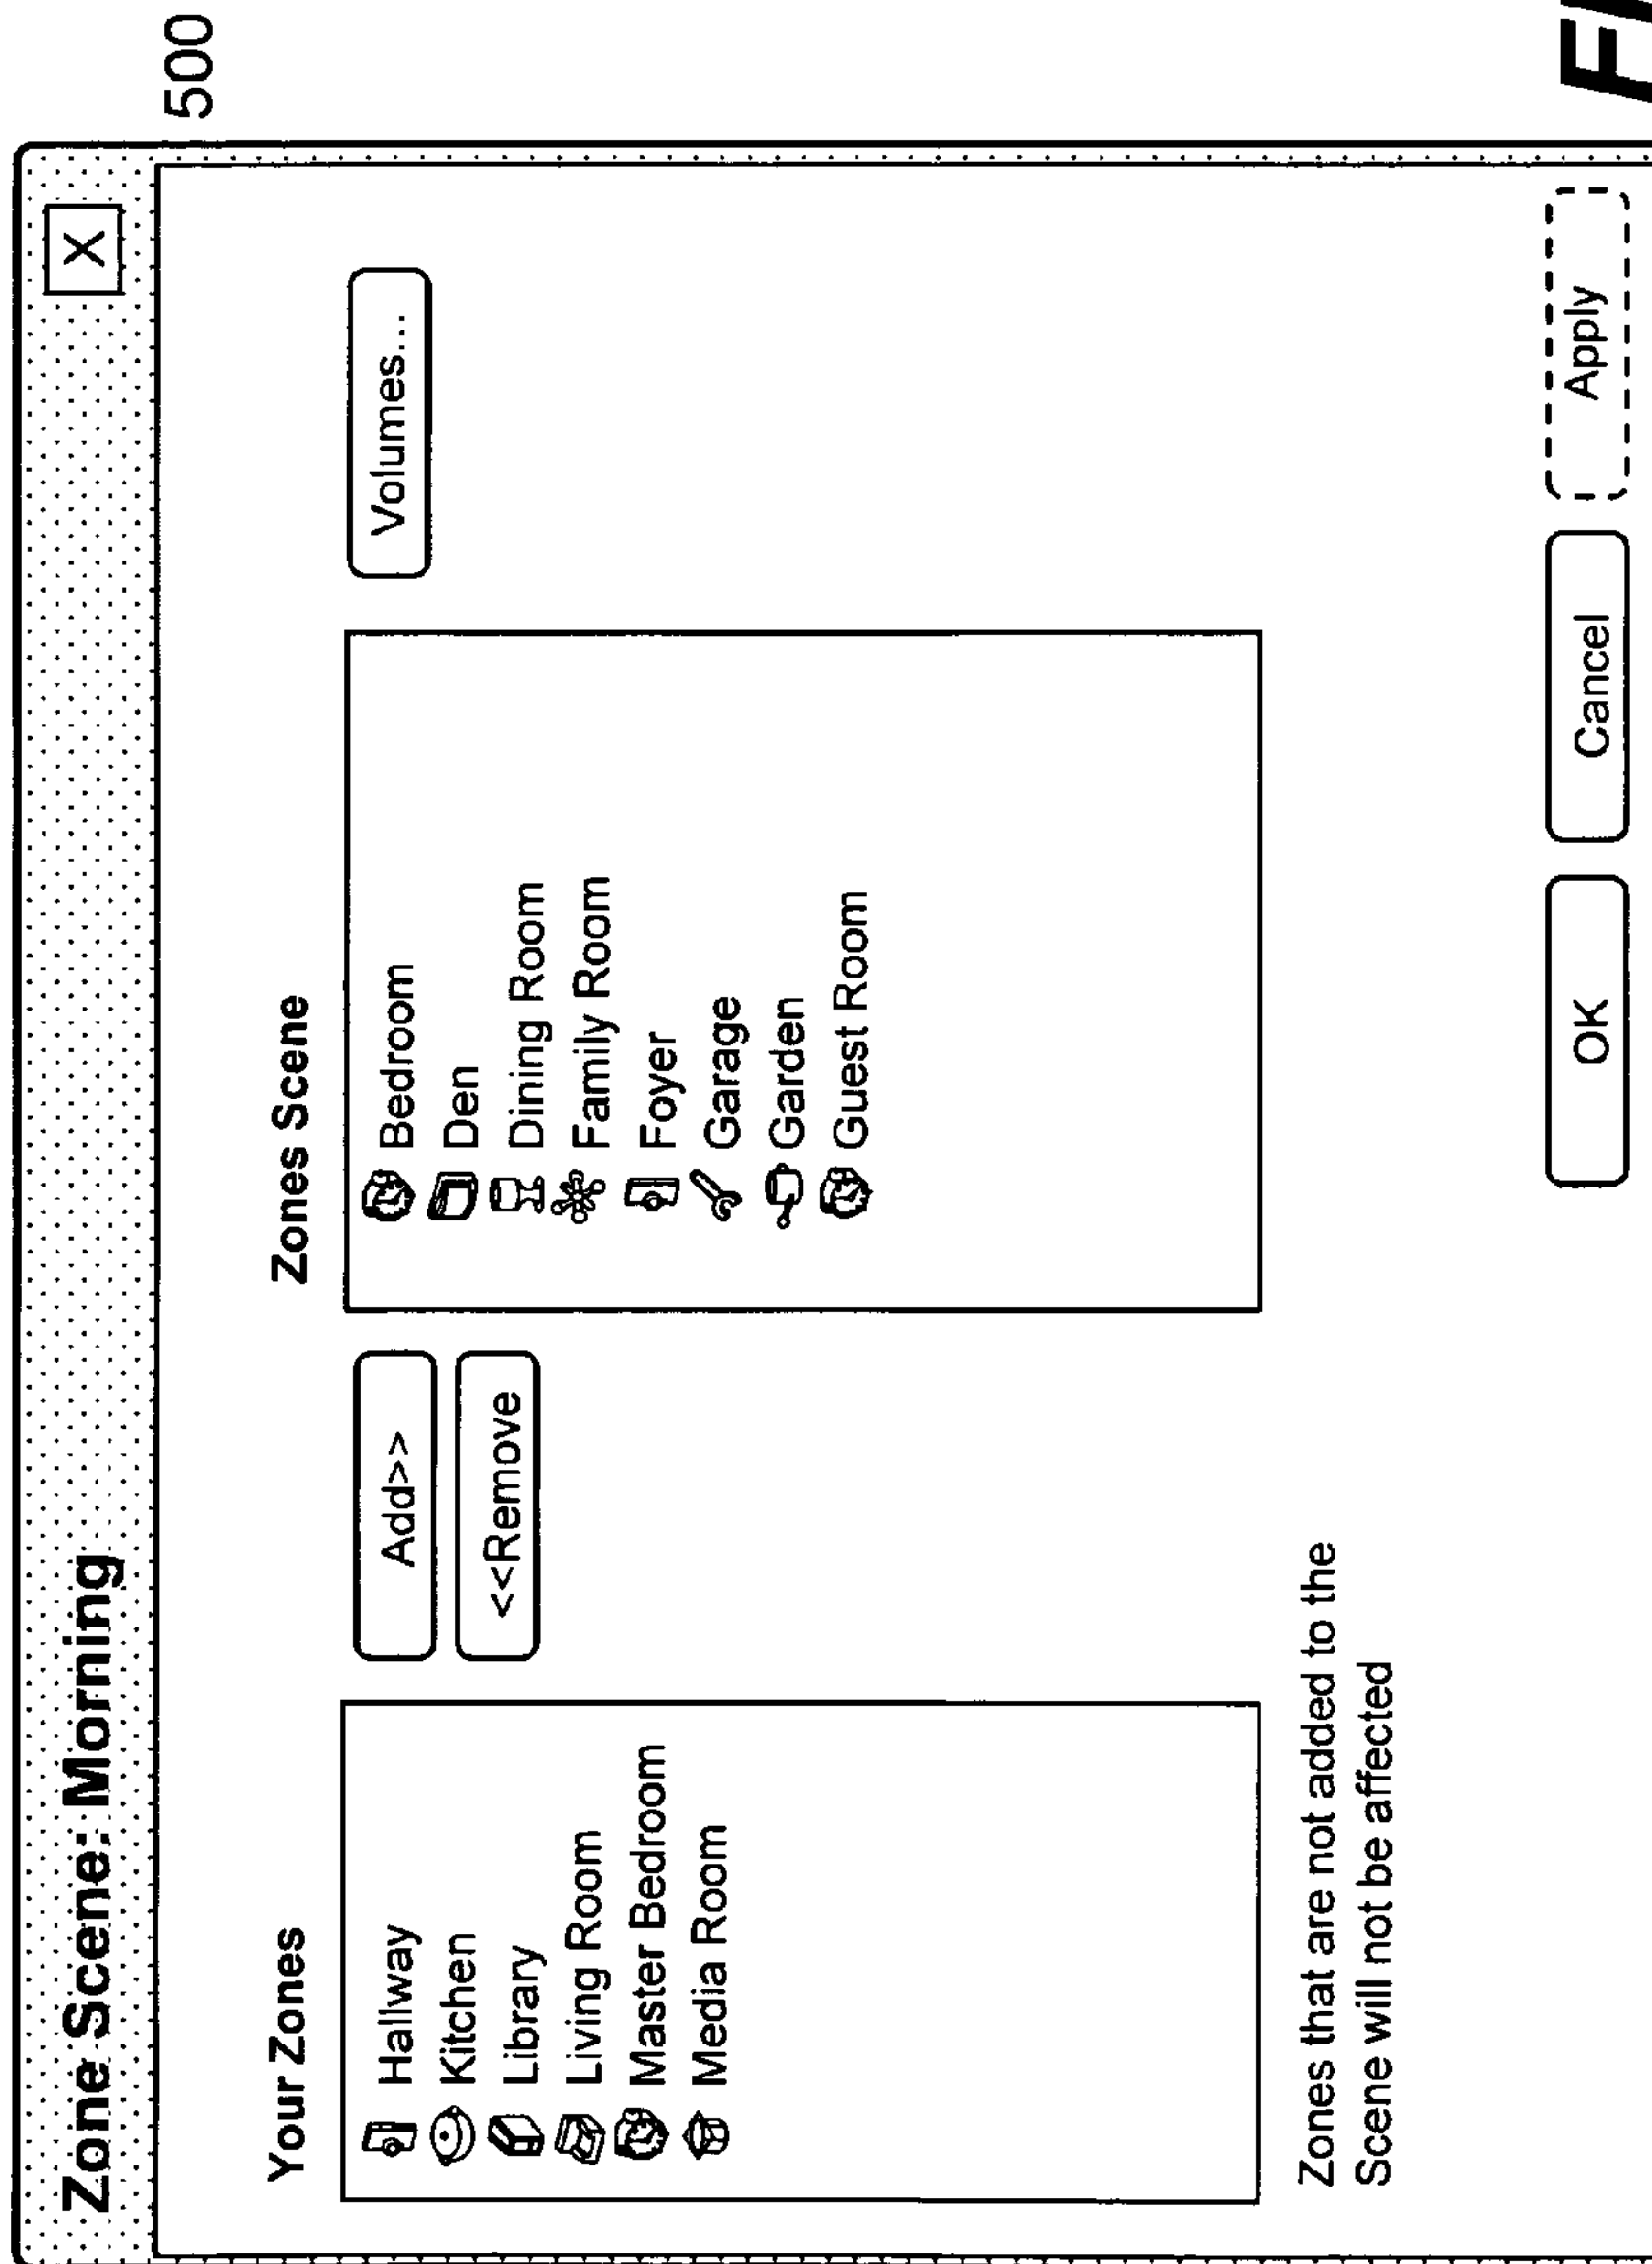 500
Zone Scene: Morning
X
Your Zones
Hallway
Kitchen
Library
Living Room
Master Bedroom
Media Room
Add>>
<<Remove
Zones Scene
Bedroom
Den
Dining Room
Family Room
Foyer
Garage
Garden
Guest Room
Volumes...
Zones that are not added to the
Scene will not be affected
OK
Cancel
Apply